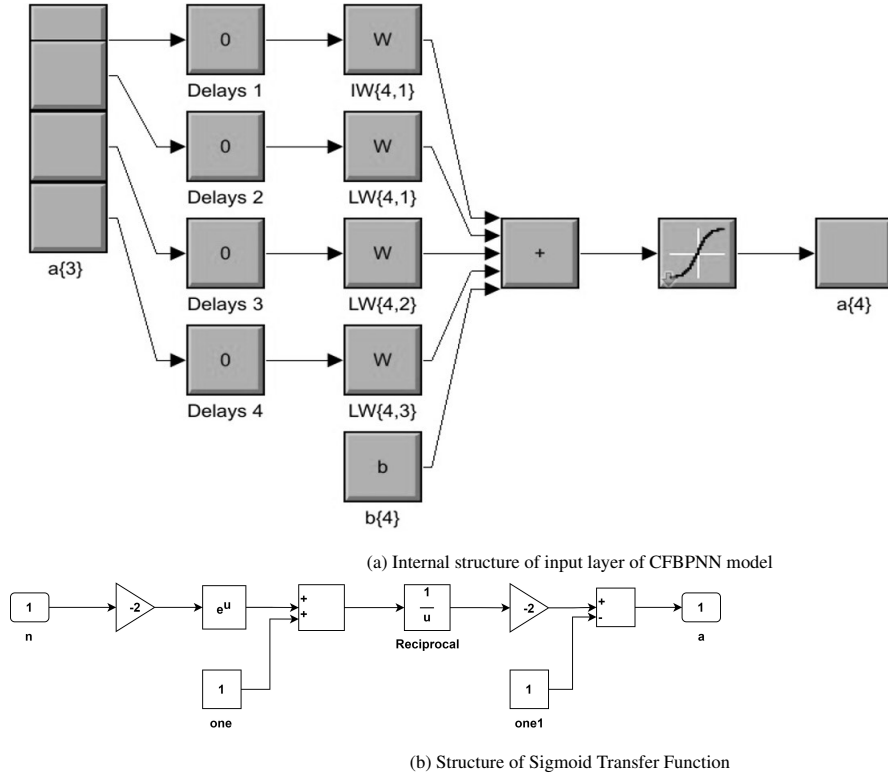 0
W
Delays 1
IW{4,1}
0
W
Delays 2
LW{4,1}
a{3}
0
W
+
Delays 3
LW{4,2}
a{4}
0
W
Delays 4
LW{4,3}
b
b{4}
(a) Internal structure of input layer of CFBPNN model
1
n
-2
e^u
+
+
1
u
Reciprocal
-2
+
-
1
a
1
one
1
one1
(b) Structure of Sigmoid Transfer Function